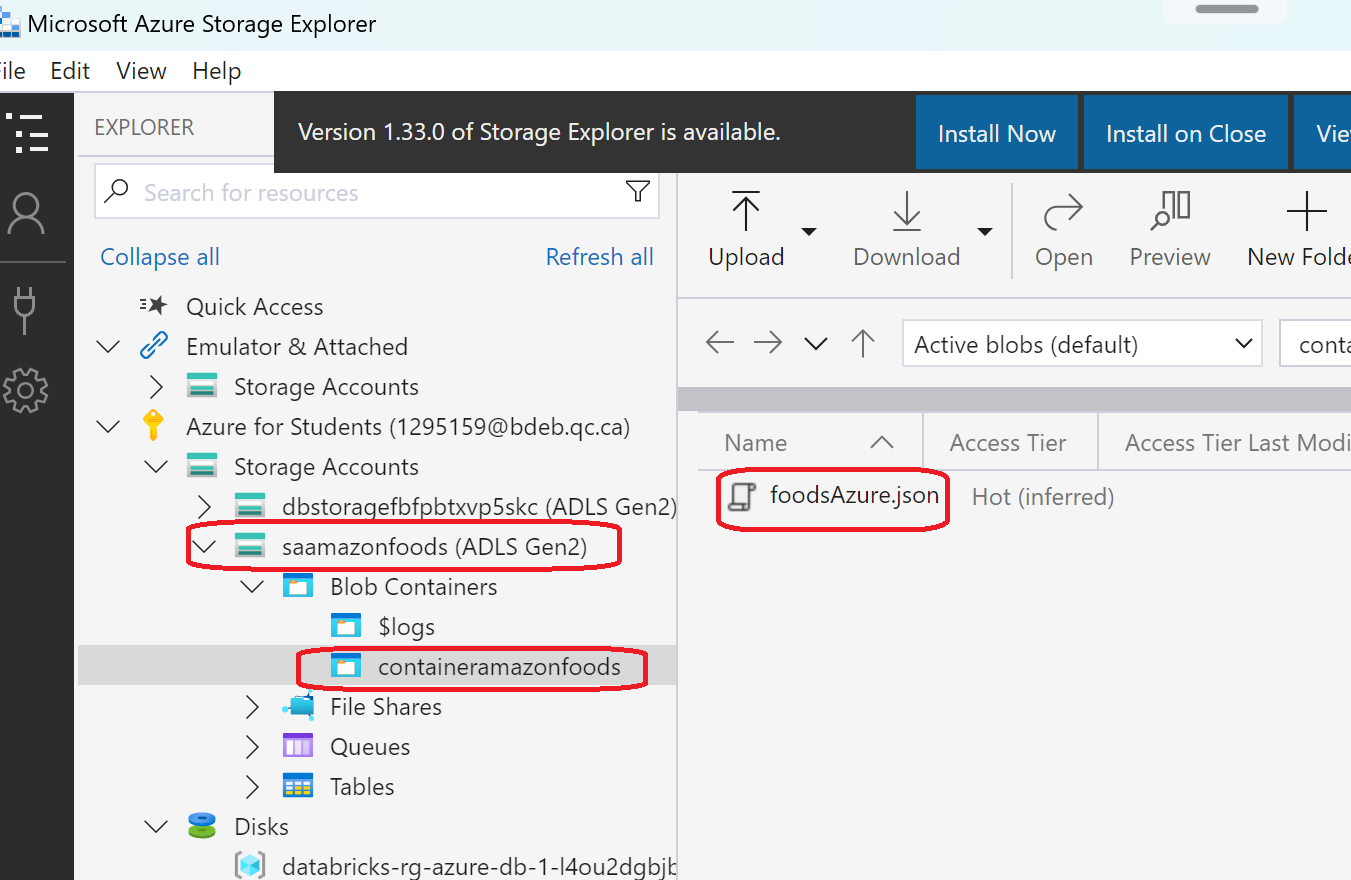 Microsoft Azure Storage Explorer
File Edit View Help
EXPLORER
Version 1.33.0 of Storage Explorer is available.
Install Now
Install on Close
Vie
Search for resources
Collapse all
Refresh all
Quick Access
Emulator & Attached
Storage Accounts
Azure for Students (1295159@bdeb.qc.ca)
Storage Accounts
dbstoragefbfpbtxvp5skc (ADLS Gen2)
saamazonfoods (ADLS Gen2)
Blob Containers
$logs
containeramazonfoods
File Shares
Queues
Tables
Disks
databricks-rg-azure-db-1-l4ou2dgbjb
Upload
Download
Open
Preview
New Folde
Active blobs (default)
conta
Name
Access Tier
Access Tier Last Modi
foodsAzure.json
Hot (inferred)